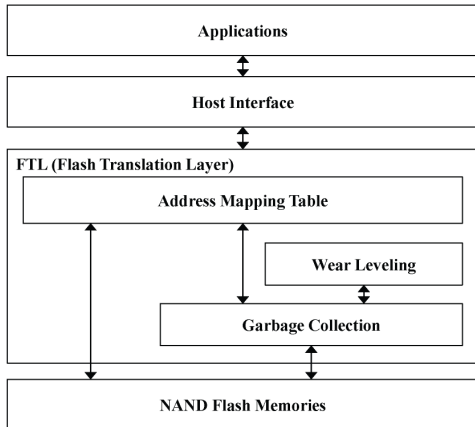 Applications
Host Interface
FTL (Flash Translation Layer)
Address Mapping Table
Wear Leveling
Garbage Collection
NAND Flash Memories